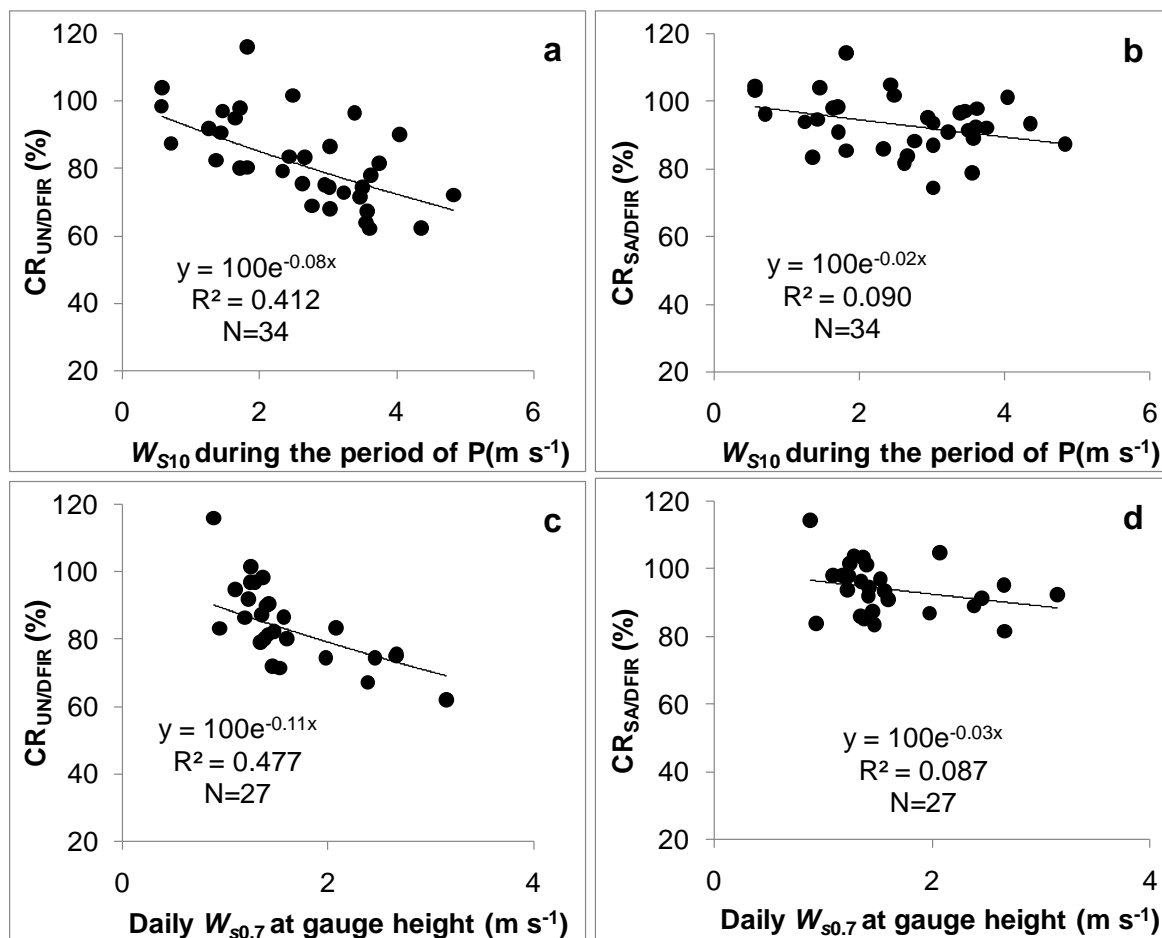 a
120
100
80
60
40
20
CR_UN/DFIR (%)
y = 100e^-0.08x
R² = 0.412
N=34
0 2 4 6
W_S10 during the period of P(m s^-1)
b
120
100
80
60
40
20
CR_SA/DFIR (%)
y = 100e^-0.02x
R² = 0.090
N=34
0 2 4 6
W_S10 during the period of P(m s^-1)
c
120
100
80
60
40
20
CR_UN/DFIR (%)
y = 100e^-0.11x
R² = 0.477
N=27
0 2 4
Daily W_s0.7 at gauge height (m s^-1)
d
120
100
80
60
40
20
CR_SA/DFIR (%)
y = 100e^-0.03x
R² = 0.087
N=27
0 2 4
Daily W_s0.7 at gauge height (m s^-1)